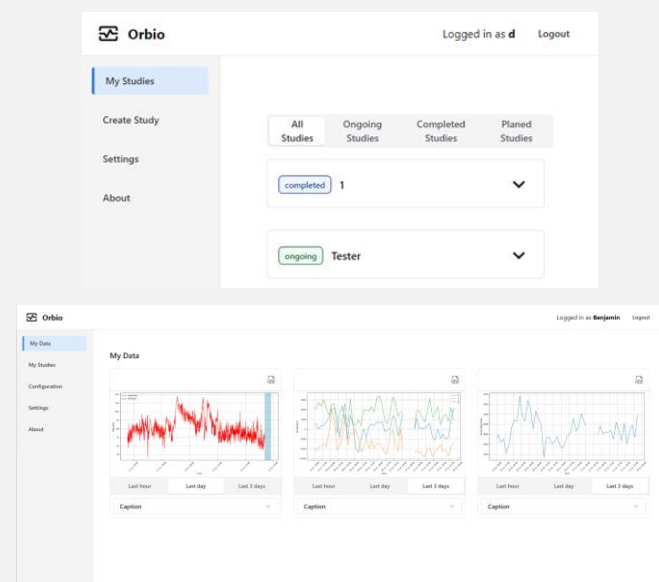 Orbio
Logged in as d Logout
My Studies
Create Study
Settings
About
All Studies
Ongoing Studies
Completed Studies
Planed Studies
completed 1
ongoing Tester
Orbio
Logged in as Benjamin Logout
My Data
My Studies
Configuration
Settings
About
My Data
Last hour Last day Last 3 days
Caption
Last hour Last day Last 3 days
Caption
Last hour Last day Last 3 days
Caption